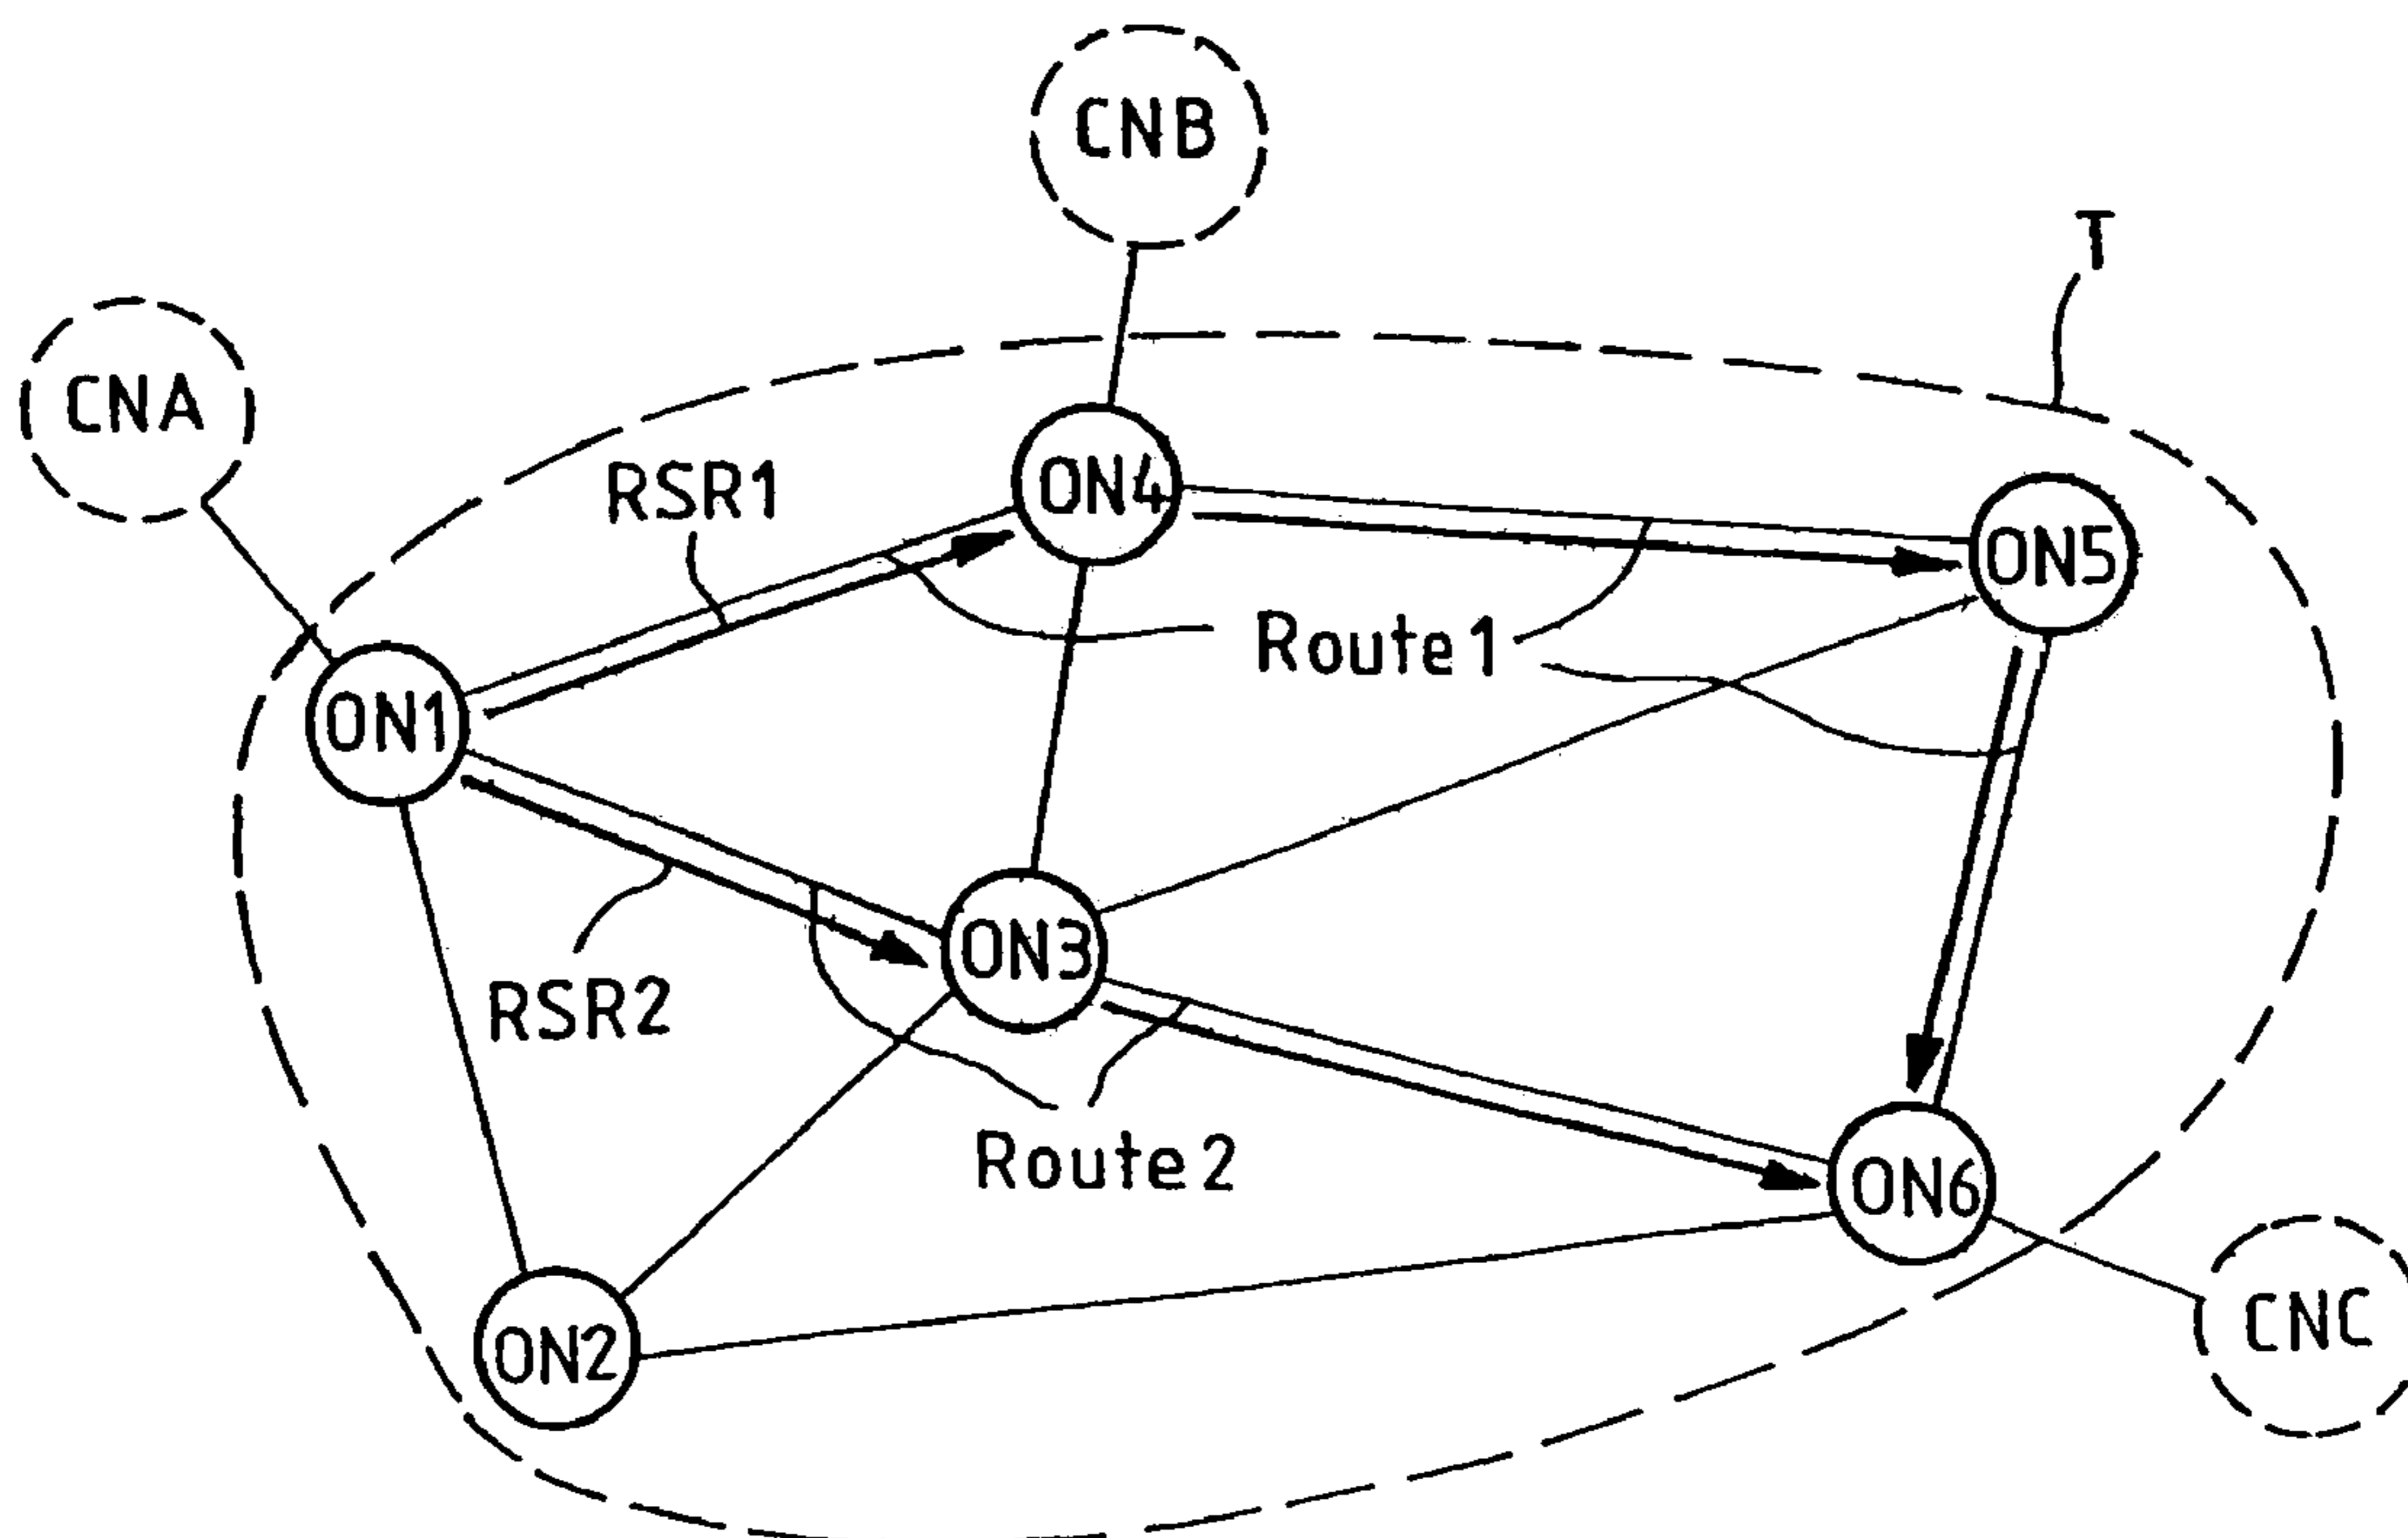 CNB
T
CNA
RSR1
ON4
ON5
Route1
ON1
ON3
RSR2
Route2
ON6
CNC
ON2